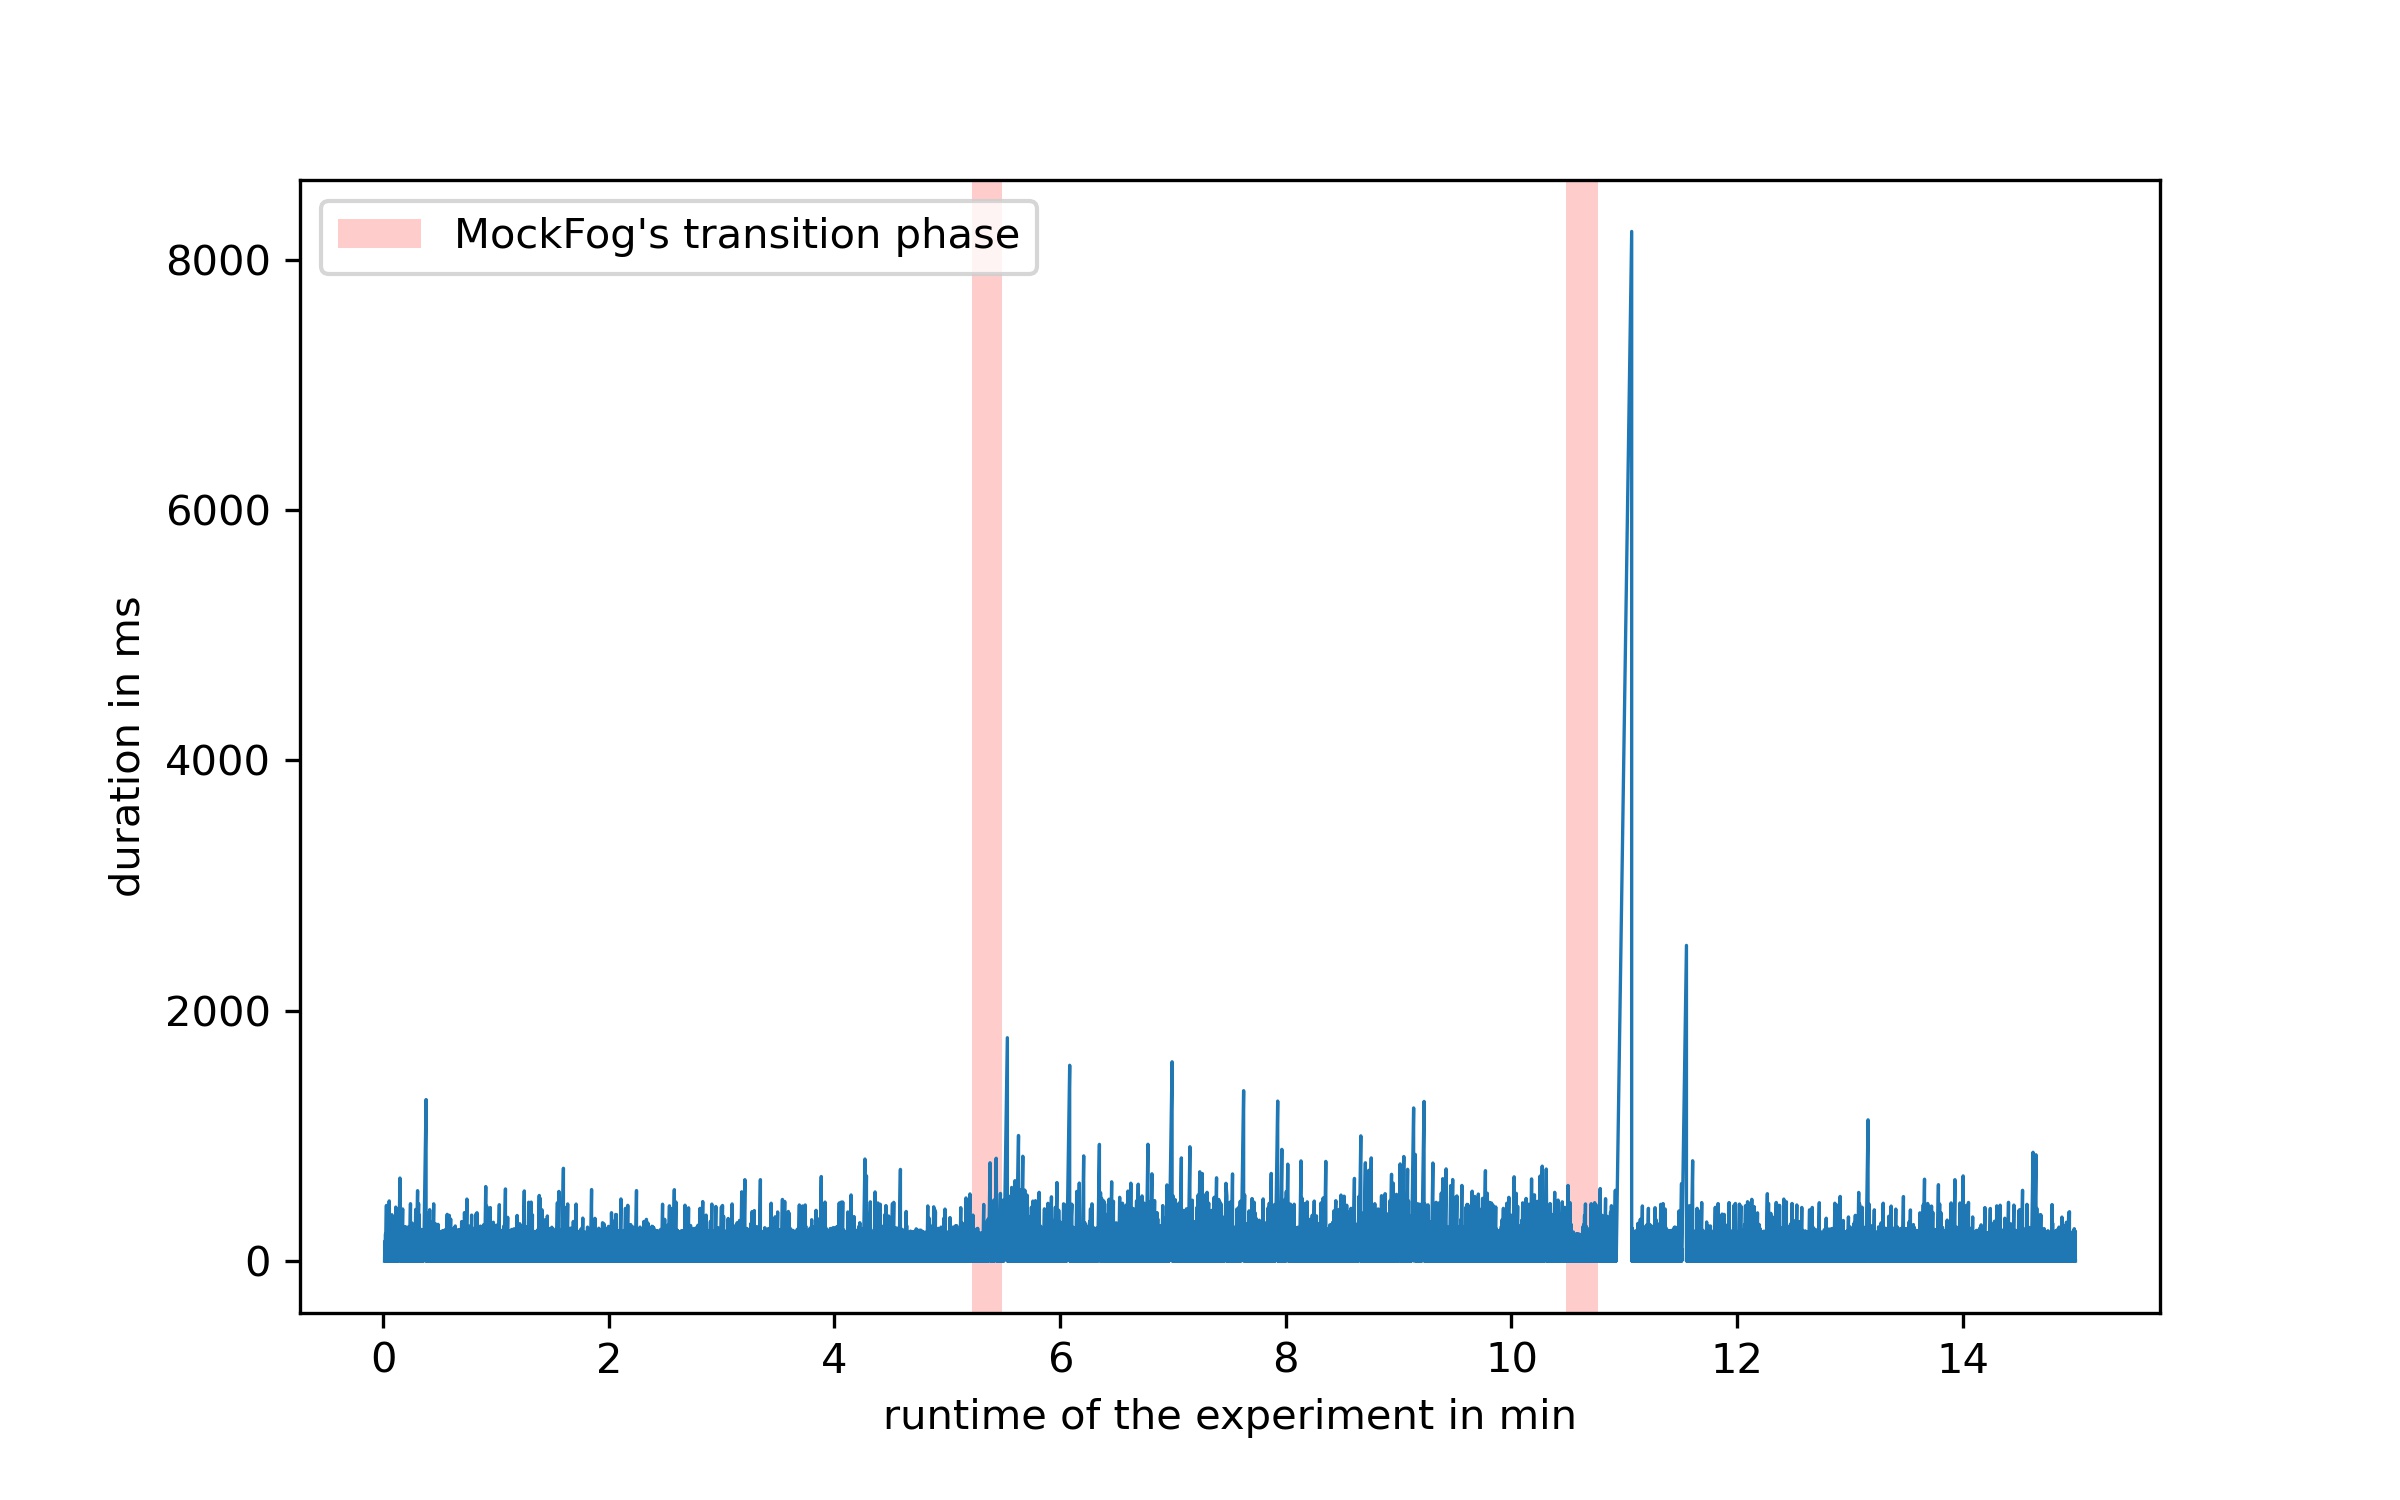 MockFog's transition phase
8000
6000
4000
2000
0
duration in ms
0 2 4 6 8 10 12 14
runtime of the experiment in min